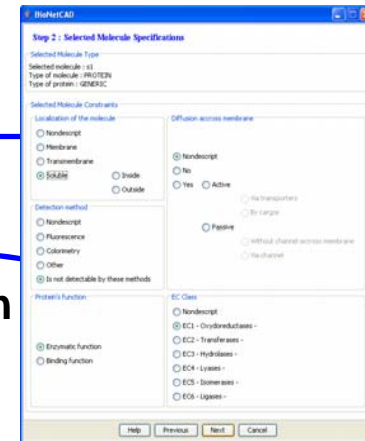 BioNetCAD
Step 2 : Selected Molecule Specifications
Selected Molecule Type
Selected molecule : s1
Type of molecule : PROTEIN
Type of protein : GENERIC
Selected Molecule Constraints
Localization of the molecule
Nondescript
Membrane
Transmembrane
Soluble
Inside
Outside
Detection method
Nondescript
Fluorescence
Colorimetry
Other
Is not detectable by these methods
Diffusion accross membrane
Nondescript
No
Yes
Active
Via transporters
By cargos
Passive
Without channel accross membrane
Via channel
Protein's function
Enzymatic function
Binding function
EC Class
Nondescript
EC1 - Oxydoreductases -
EC2 - Transferases -
EC3 - Hydrolases -
EC4 - Lyases -
EC5 - Isomerases -
EC6 - Ligases -
n
Help
Previous
Next
Cancel